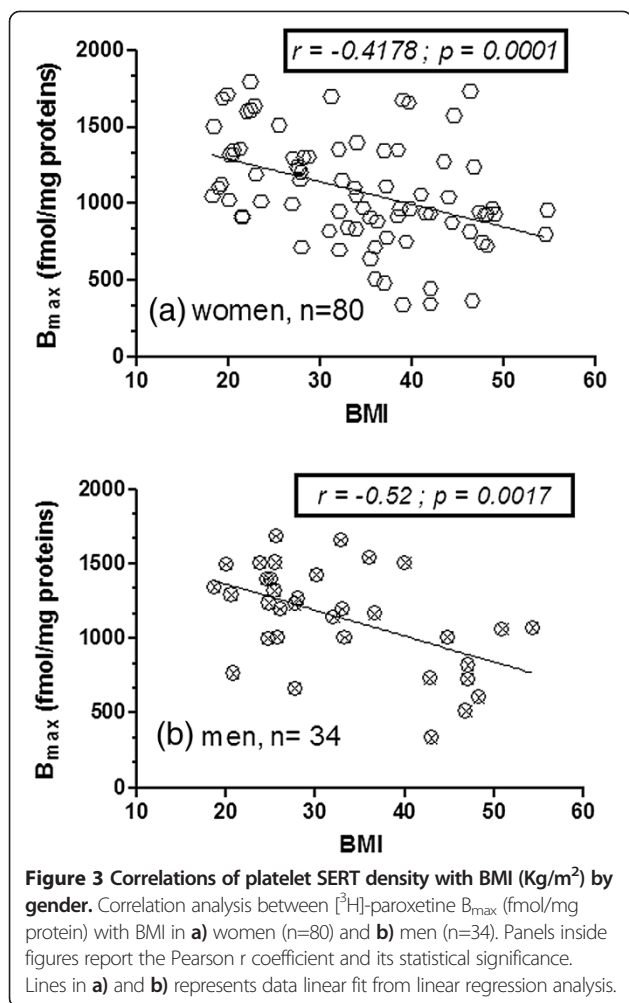 r = -0.4178 ; p = 0.0001
2000
1500
1000
500
0
Bmax (fmol/mg proteins)
(a) women, n=80
10 20 30 40 50 60
BMI
r = -0.52 ; p = 0.0017
2000
1500
1000
500
0
Bmax (fmol/mg proteins)
(b) men, n= 34
10 20 30 40 50 60
BMI
Figure 3 Correlations of platelet SERT density with BMI (Kg/m²) by
gender. Correlation analysis between [³H]-paroxetine Bmax (fmol/mg
protein) with BMI in a) women (n=80) and b) men (n=34). Panels inside
figures report the Pearson r coefficient and its statistical significance.
Lines in a) and b) represents data linear fit from linear regression analysis.